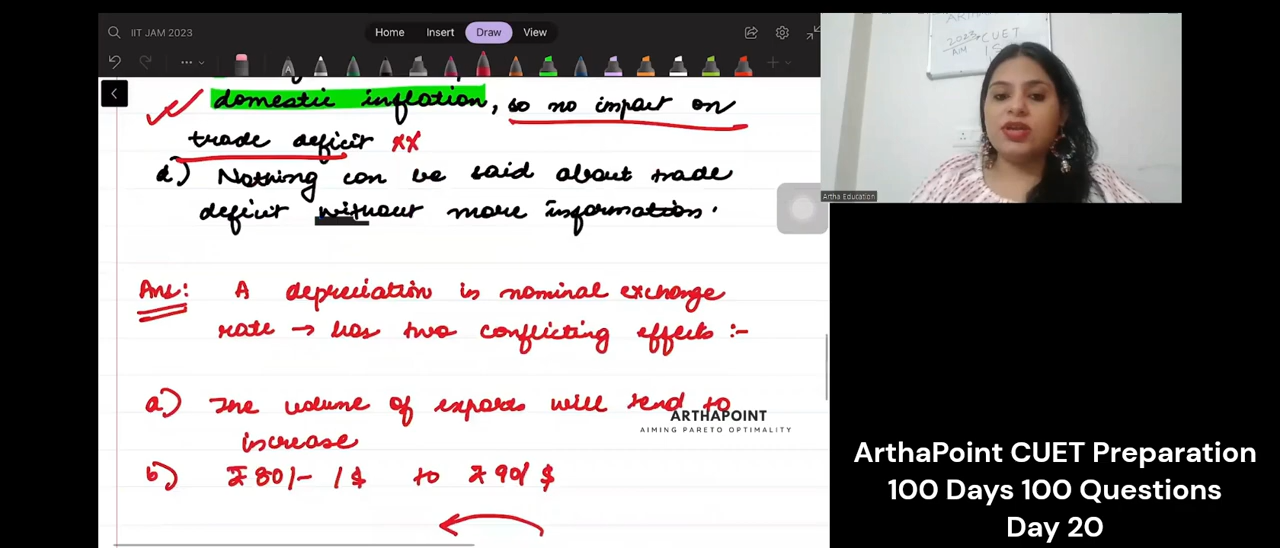 IIT JAM 2023
Home Insert Draw View
domestic inflation, so no impact on
trade deficit xx
d.) Nothing can be said about trade
deficit without more information.
Ans: A depreciation in nominal exchange
rate → has two conflicting effects :-
a.) The volume of exports will tend to
increase
b.) ₹80/- /$ to ₹90/$
ARTHAPOINT
AIMING PARETO OPTIMALITY
2023 CUET
Artha Education
ArthaPoint CUET Preparation
100 Days 100 Questions
Day 20